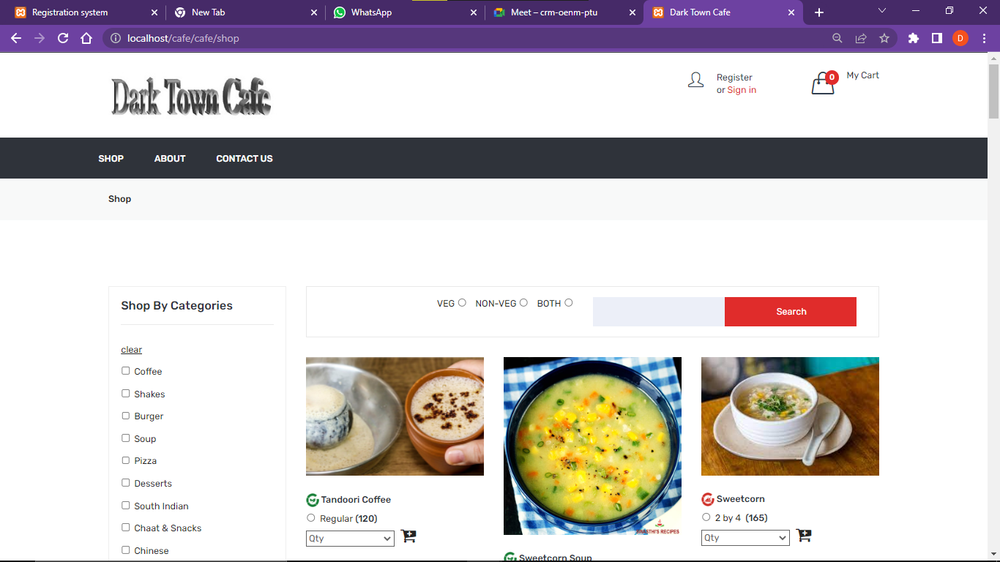 Registration system
New Tab
WhatsApp
Meet – crm-oenm-ptu
Dark Town Cafe
localhost/cafe/cafe/shop
D
Dark Town Cafe
Register
or Sign in
0
My Cart
SHOP
ABOUT
CONTACT US
Shop
Shop By Categories
clear
Coffee
Shakes
Burger
Soup
Pizza
Desserts
South Indian
Chaat & Snacks
Chinese
VEG
NON-VEG
BOTH
Search
Tandoori Coffee
Regular (120)
Qty
SWASTHI'S RECIPES
Sweetcorn Soup
Sweetcorn
2 by 4 (165)
Qty